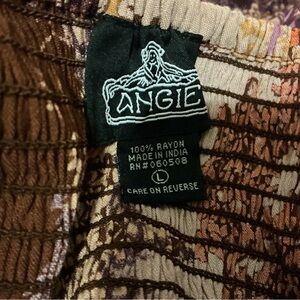 ANGIE
100% RAYON
MADE IN INDIA
RN#060508
L
CARE ON REVERSE